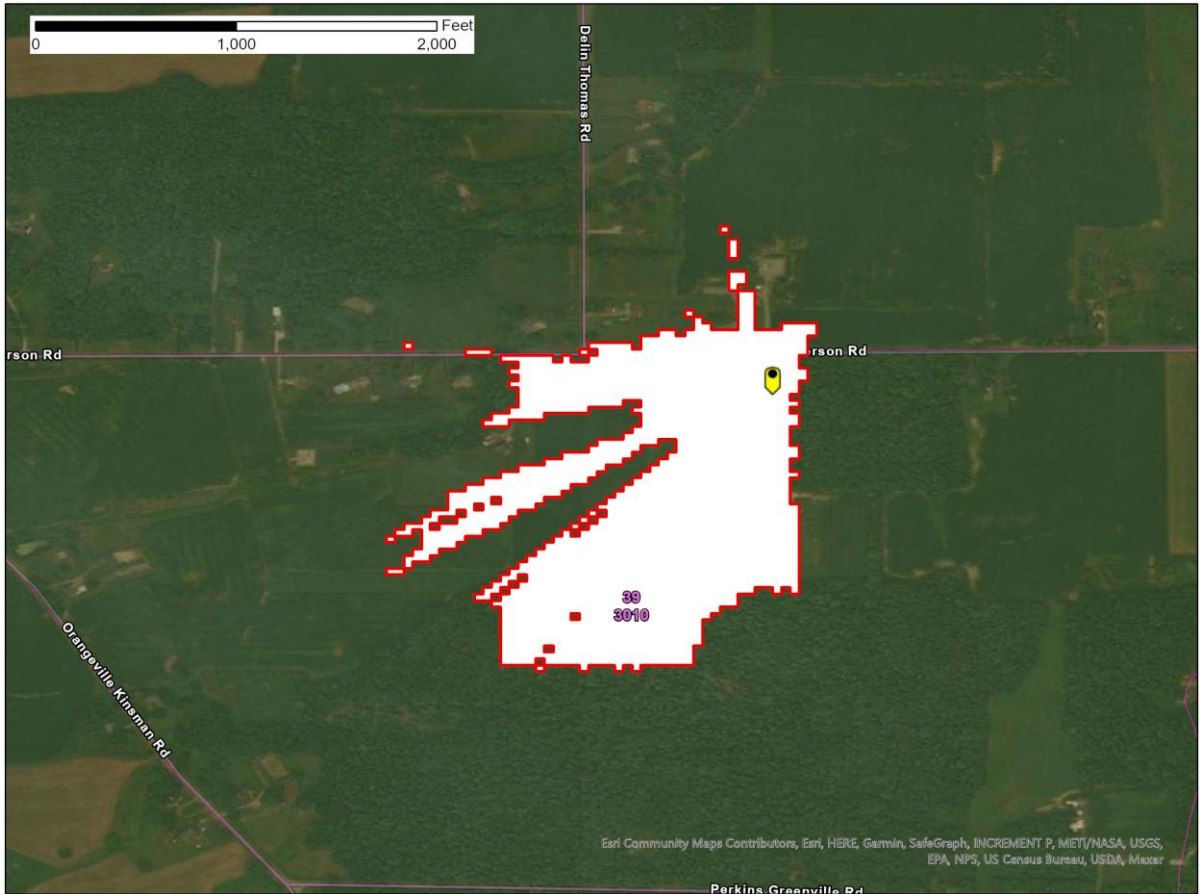 Feet
0 1,000 2,000
Delin Thomas Rd
rson Rd
rson Rd
39
3010
Orangeville Kinsman Rd
Esri Community Maps Contributors, Esri, HERE, Garmin, SafeGraph, INCREMENT P, METI/NASA, USGS,
EPA, NPS, US Census Bureau, USDA, Maxar
Perkins Greenville Rd